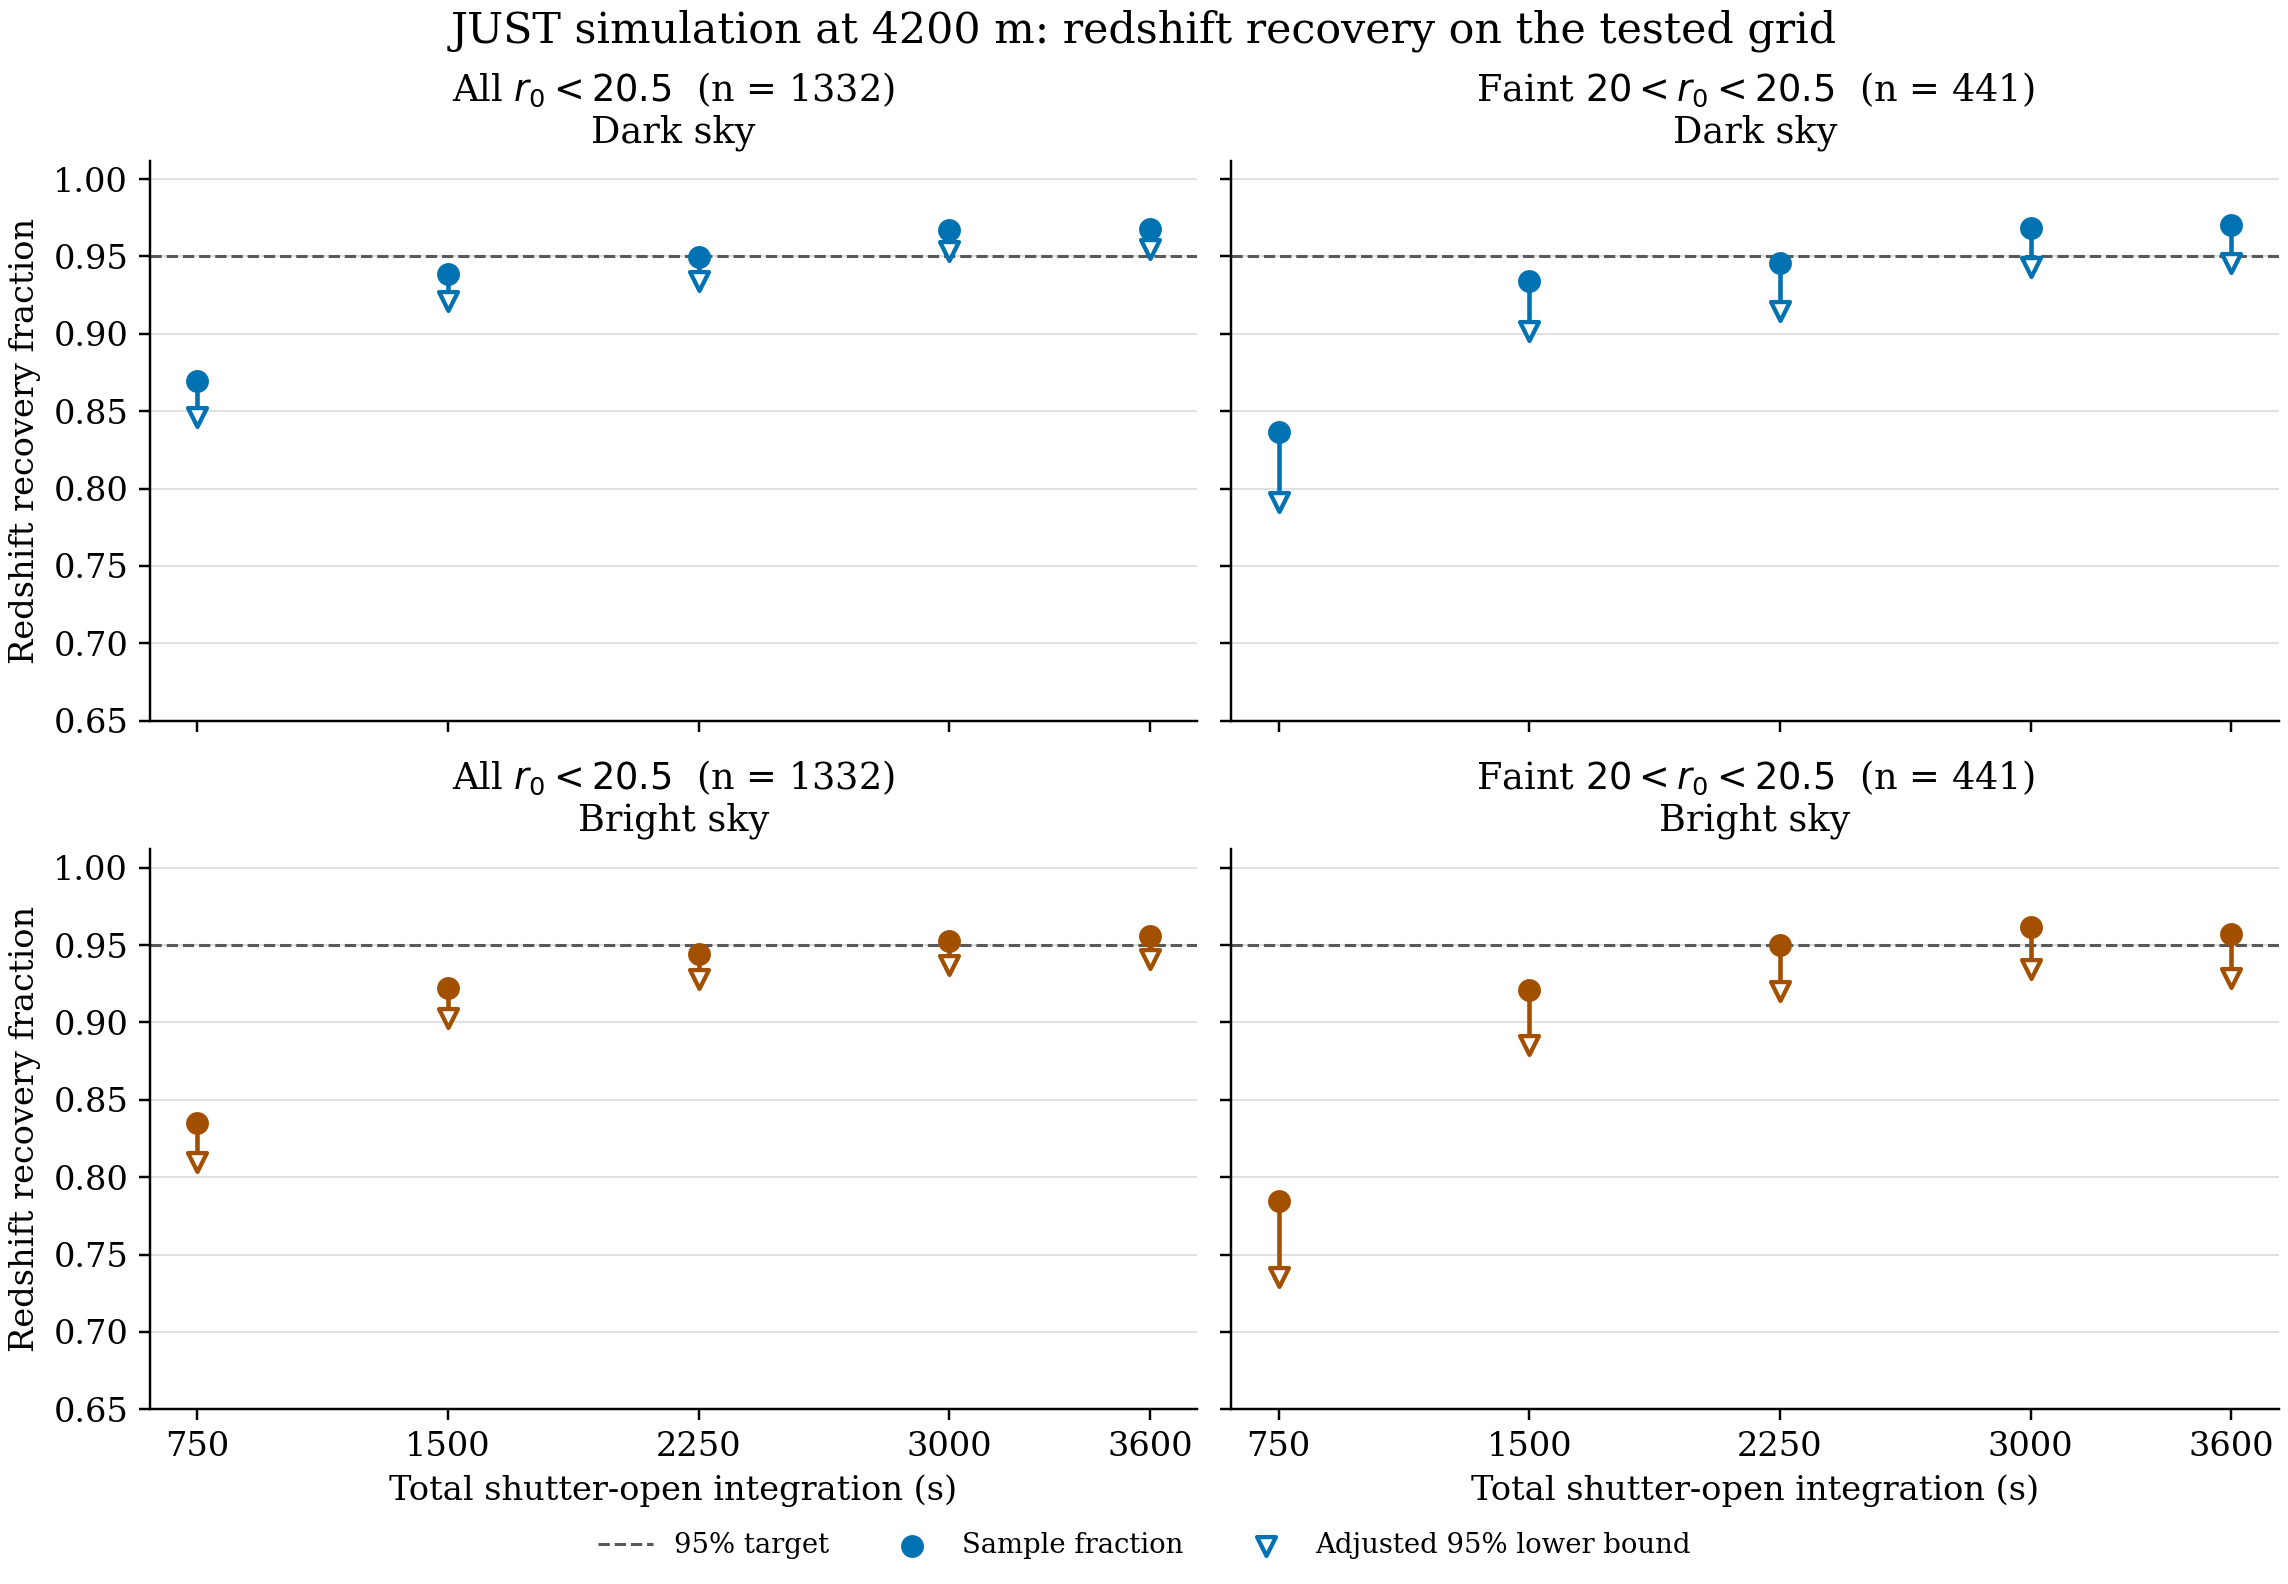 JUST simulation at 4200 m: redshift recovery on the tested grid
All r₀ < 20.5 (n = 1332)
Dark sky
Faint 20 < r₀ < 20.5 (n = 441)
Dark sky
Redshift recovery fraction
1.00
0.95
0.90
0.85
0.80
0.75
0.70
0.65
All r₀ < 20.5 (n = 1332)
Bright sky
Faint 20 < r₀ < 20.5 (n = 441)
Bright sky
Redshift recovery fraction
1.00
0.95
0.90
0.85
0.80
0.75
0.70
0.65
750 1500 2250 3000 3600
Total shutter-open integration (s)
750 1500 2250 3000 3600
Total shutter-open integration (s)
95% target Sample fraction Adjusted 95% lower bound